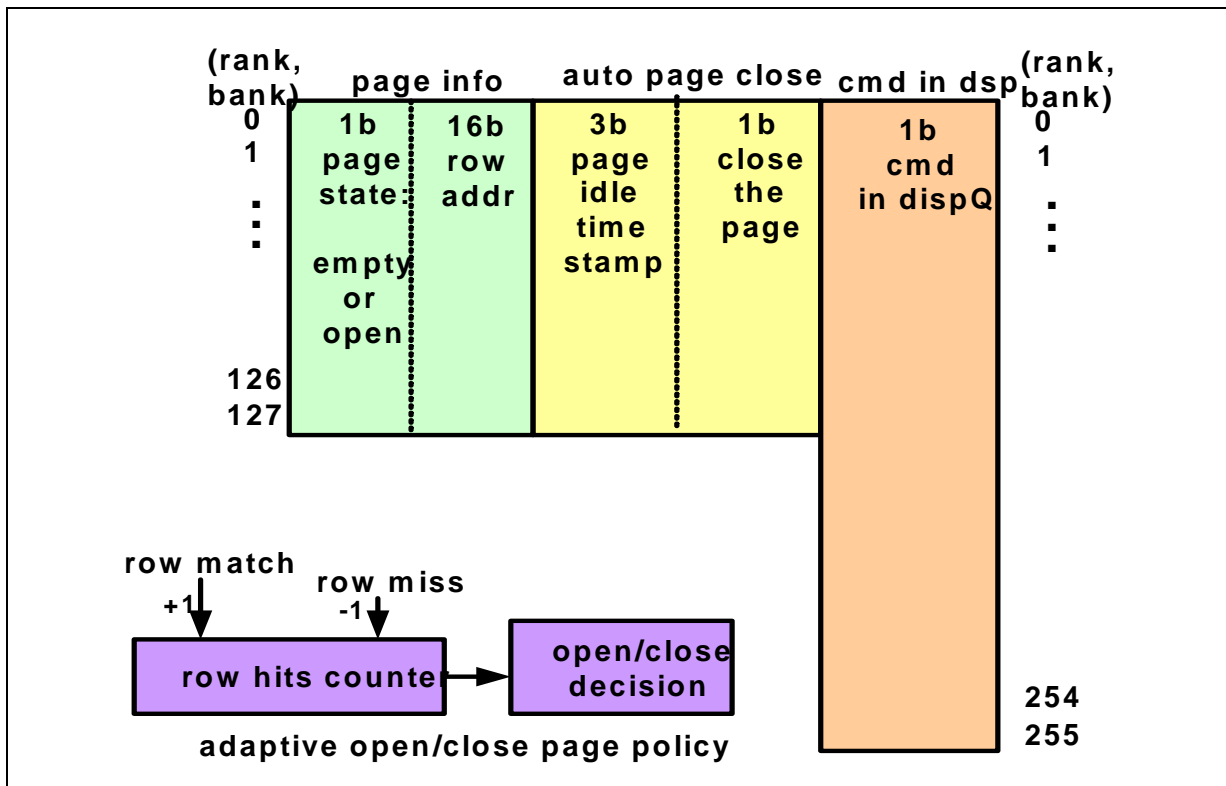 (rank,
bank)
page info
auto page close
cmd in dsp
(rank,
bank)
0
1
1b
page
state:
empty
or
open
16b
row
addr
3b
page
idle
time
stamp
1b
close
the
page
1b
cmd
in dispQ
0
1
126
127
row match
+1
row miss
-1
row hits counter
open/close
decision
adaptive open/close page policy
254
255